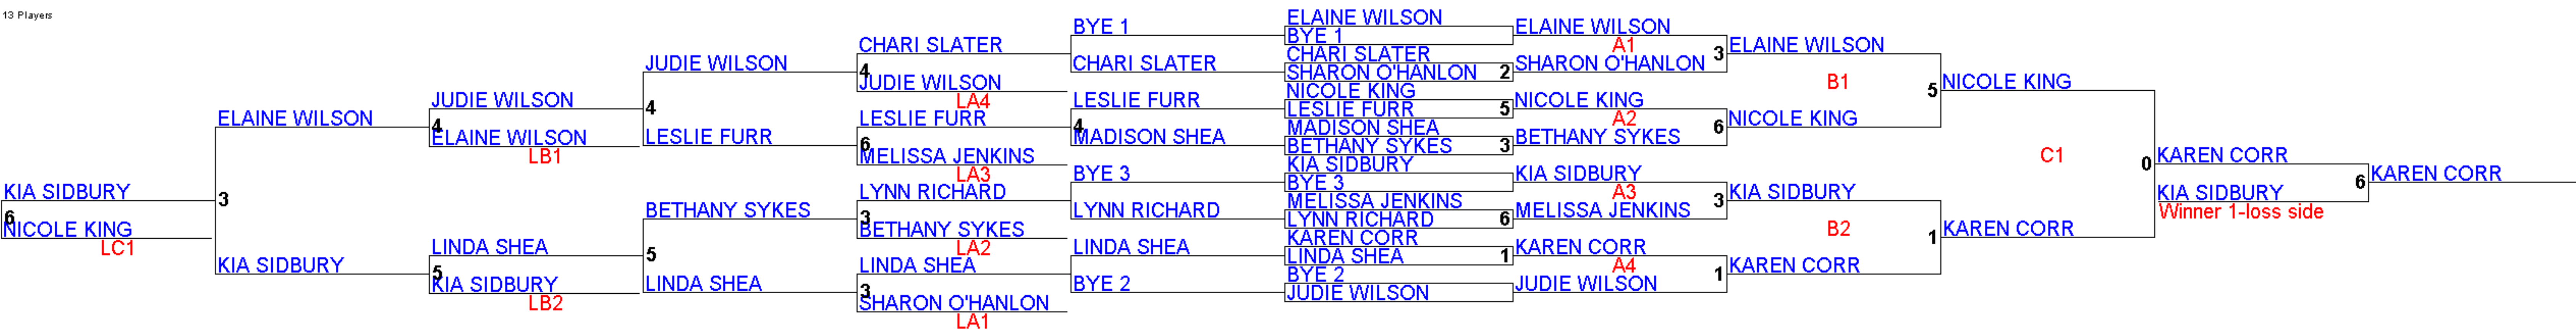 13 Players
KIA SIDBURY
6
NICOLE KING
LC1
ELAINE WILSON
3
KIA SIDBURY
JUDIE WILSON
4
ELAINE WILSON
LB1
LINDA SHEA
5
KIA SIDBURY
LB2
JUDIE WILSON
4
LESLIE FURR
BETHANY SYKES
5
LINDA SHEA
CHARI SLATER
4
JUDIE WILSON
LA4
LESLIE FURR
6
MELISSA JENKINS
LA3
LYNN RICHARD
3
BETHANY SYKES
LA2
LINDA SHEA
3
SHARON O'HANLON
LA1
BYE 1
CHARI SLATER
LESLIE FURR
4
MADISON SHEA
BYE 3
LYNN RICHARD
LINDA SHEA
BYE 2
ELAINE WILSON
BYE 1
CHARI SLATER
SHARON O'HANLON 2
NICOLE KING
LESLIE FURR 5
MADISON SHEA
BETHANY SYKES 3
KIA SIDBURY
BYE 3
MELISSA JENKINS
LYNN RICHARD 6
KAREN CORR
LINDA SHEA 1
BYE 2
JUDIE WILSON
ELAINE WILSON
A1
3
SHARON O'HANLON
NICOLE KING
A2
6
BETHANY SYKES
KIA SIDBURY
A3
3
MELISSA JENKINS
KAREN CORR
A4
1
JUDIE WILSON
ELAINE WILSON
B1
5
NICOLE KING
KIA SIDBURY
B2
1
KAREN CORR
NICOLE KING
C1
0
KAREN CORR
KAREN CORR
6
KIA SIDBURY
Winner 1-loss side
KAREN CORR